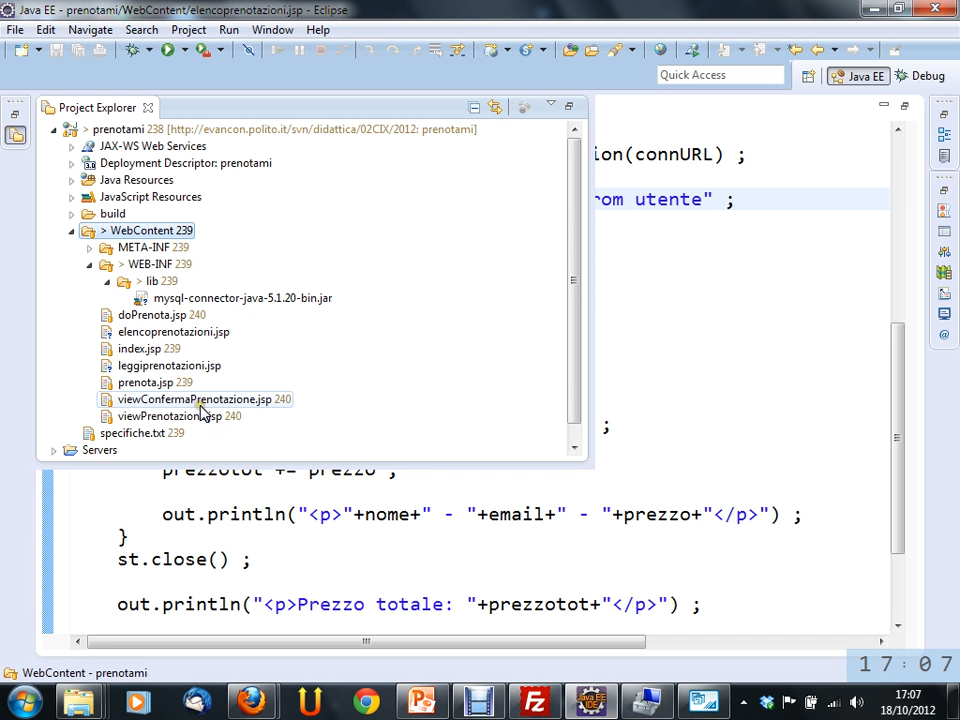 Java EE - prenotami/WebContent/elencoprenotazioni.jsp - Eclipse
File Edit Navigate Search Project Run Window Help
Quick Access
Java EE
Debug
Project Explorer
> prenotami 238 [http://evancon.polito.it/svn/didattica/02CIX/2012: prenotami]
JAX-WS Web Services
3.0 Deployment Descriptor: prenotami
Java Resources
JavaScript Resources
build
> WebContent 239
META-INF 239
> WEB-INF 239
> lib 239
mysql-connector-java-5.1.20-bin.jar
doPrenota.jsp 240
elencoprenotazioni.jsp
index.jsp 239
leggiprenotazioni.jsp
prenota.jsp 239
viewConfermaPrenotazione.jsp 240
viewPrenotazioni.jsp 240
specifiche.txt 239
Servers
ion(connURL) ;
rom utente" ;
;
prezzotot += prezzo ;
out.println("<p>"+nome+" - "+email+" - "+prezzo+"</p>") ;
}
st.close() ;
out.println("<p>Prezzo totale: "+prezzotot+"</p>") ;
WebContent - prenotami
17:07
17:07
18/10/2012